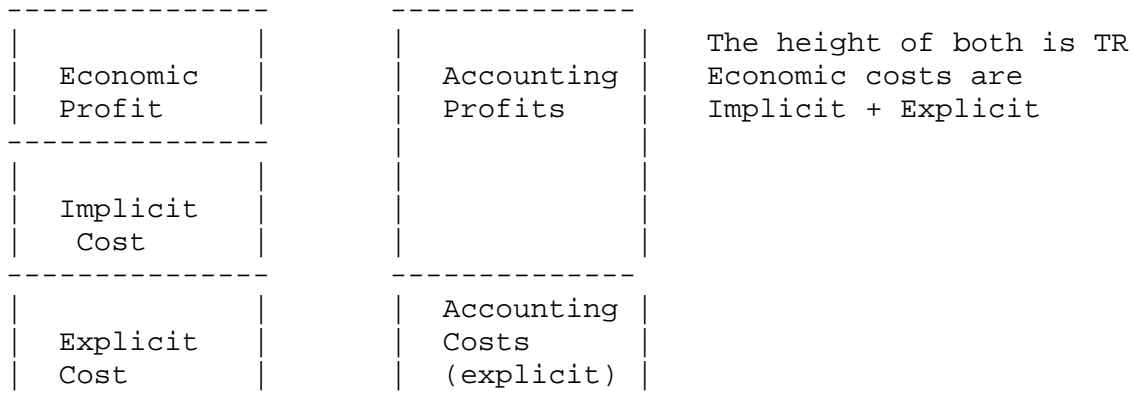 Economic Profit
Implicit Cost
Explicit Cost
Accounting Profits
Accounting Costs (explicit)
The height of both is TR
Economic costs are
Implicit + Explicit